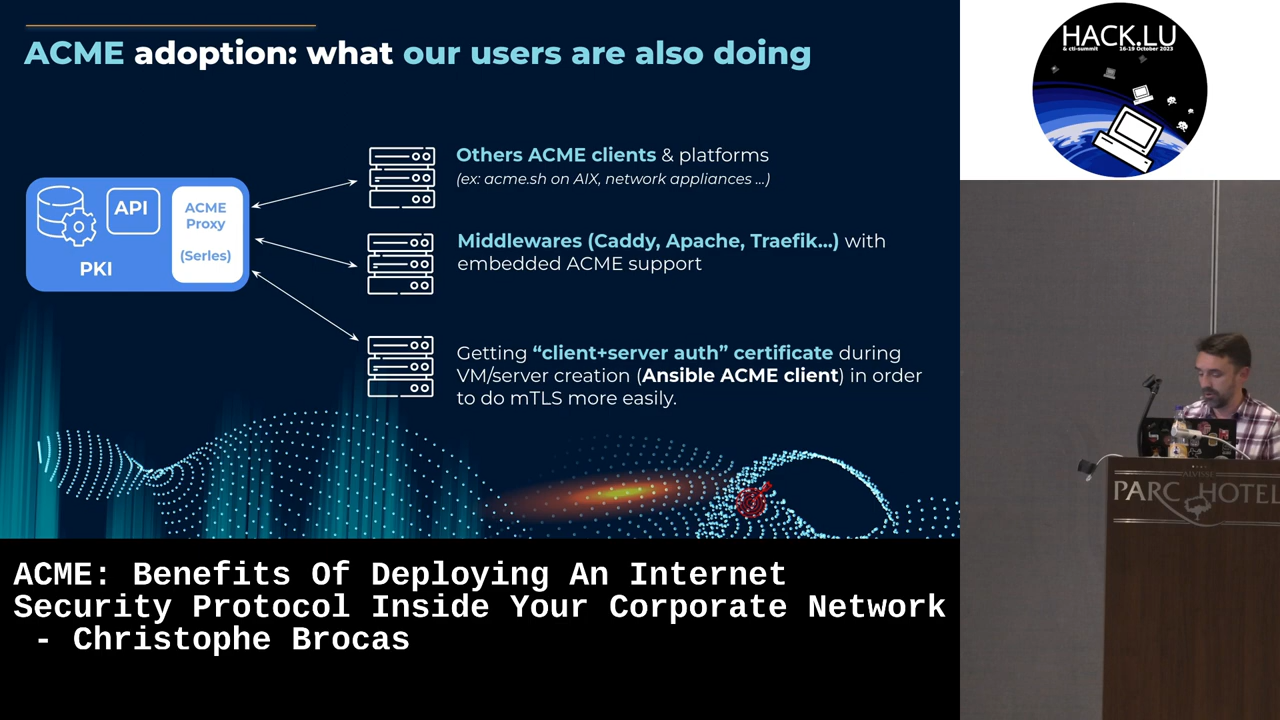 ACME adoption: what our users are also doing
HACK.LU
& cti-summit 16-19 October 2023
Others ACME clients & platforms
(ex: acme.sh on AIX, network appliances ...)
API
ACME
Proxy
(Serles)
PKI
Middlewares (Caddy, Apache, Traefik...) with
embedded ACME support
Getting “client+server auth” certificate during
VM/server creation (Ansible ACME client) in order
to do mTLS more easily.
PARC HOTEL
ACME: Benefits Of Deploying An Internet
Security Protocol Inside Your Corporate Network
- Christophe Brocas